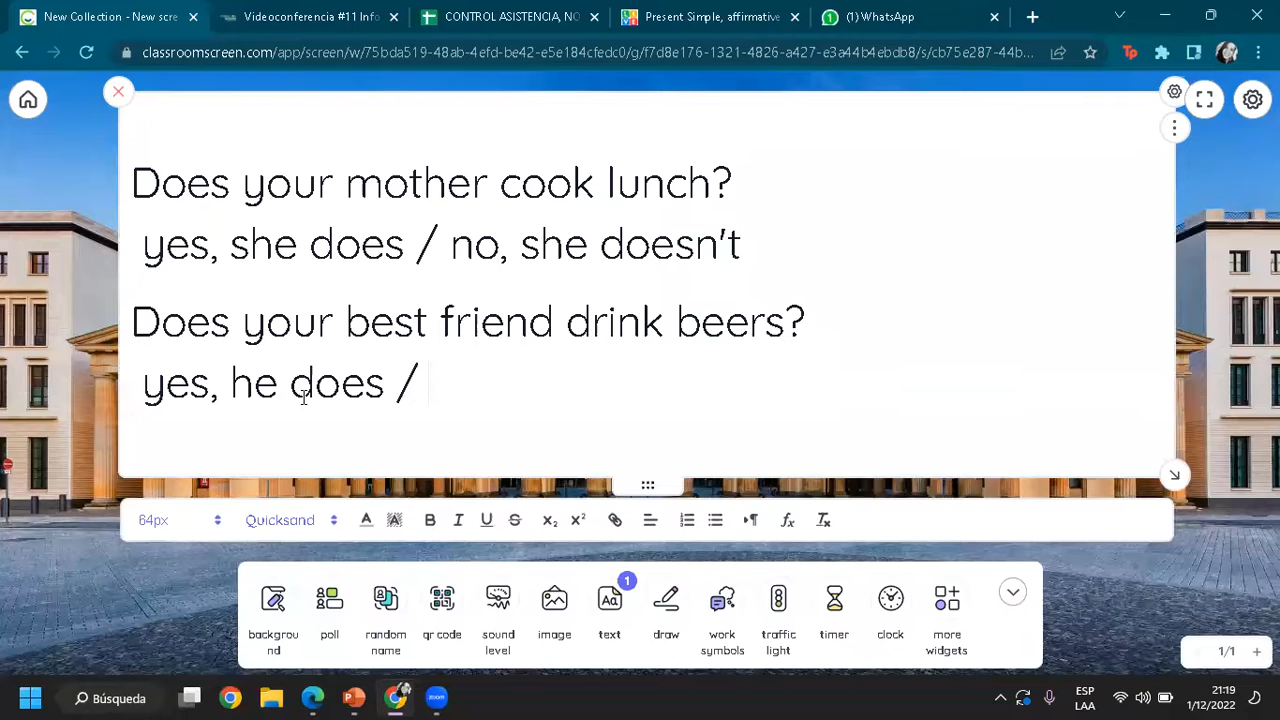 New Collection - New scre
Videoconferencia #11 Info
CONTROL ASISTENCIA, NO
Present Simple, affirmative
(1) WhatsApp
classroomscreen.com/app/screen/w/75bda519-48ab-4efd-be42-e5e184cfedc0/g/f7d8e176-1321-4826-a427-e3a44b4ebdb8/s/cb75e287-44b...
Does your mother cook lunch?
yes, she does / no, she doesn't
Does your best friend drink beers?
yes, he does /
64px Quicksand
1
backgrou
nd
poll
random
name
qr code
sound
level
image
text
draw
work
symbols
traffic
light
timer
clock
more
widgets
1/1
Búsqueda
zoom
ESP
LAA
21:19
1/12/2022